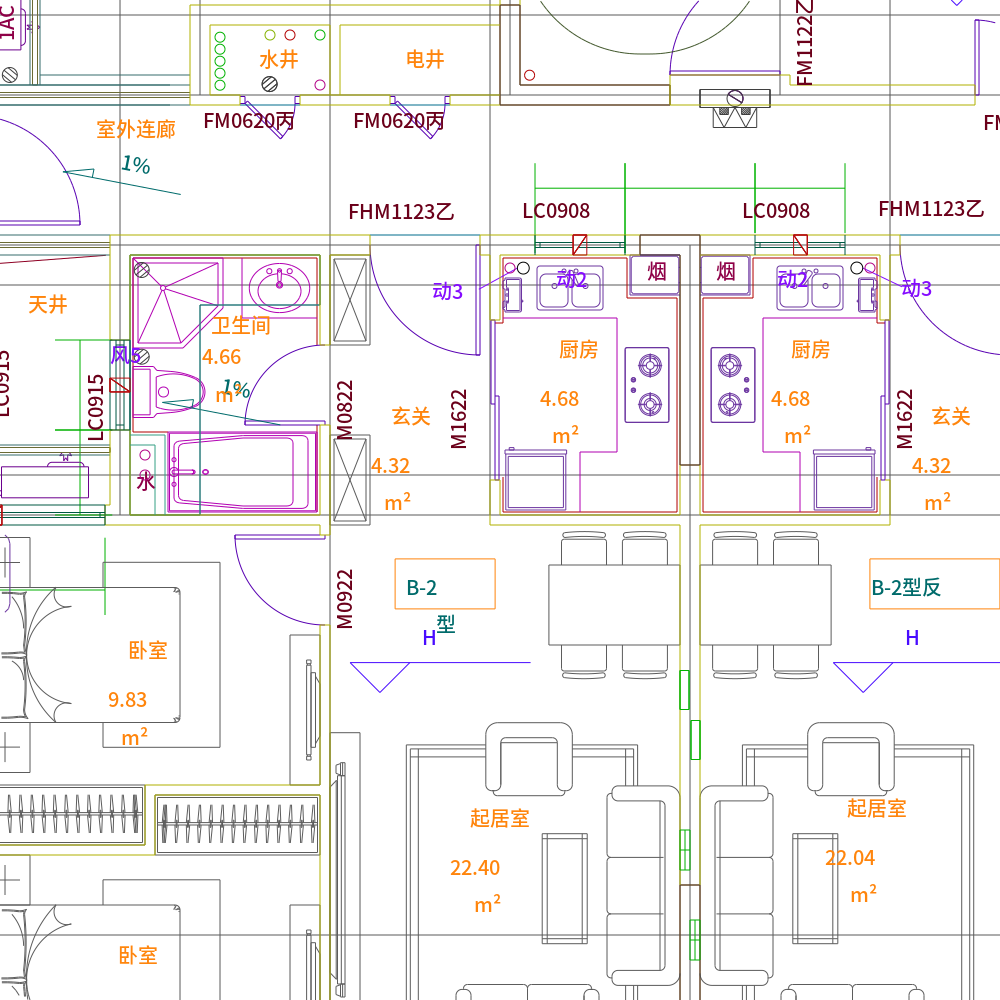 1AC
水井
电井
FM1122乙
FM0620丙
FM0620丙
FM
室外连廊
1%
FHM1123乙
LC0908
LC0908
FHM1123乙
天井
烟
烟
动3
动2
动2
动3
卫生间
4.66
m²
1%
风5
LC0915
LC0915
厨房
4.68
m²
厨房
4.68
m²
M0822
玄关
4.32
m²
M1622
M1622
玄关
4.32
m²
水
M0922
B-2
型
B-2型反
H
H
卧室
9.83
m²
起居室
22.40
m²
起居室
22.04
m²
卧室